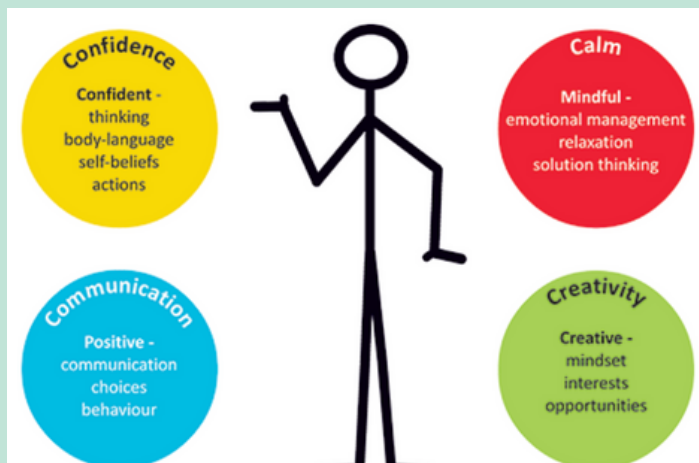 Confidence
Confident -
thinking
body-language
self-beliefs
actions
Calm
Mindful -
emotional management
relaxation
solution thinking
Communication
Positive -
communication
choices
behaviour
Creativity
Creative -
mindset
interests
opportunities